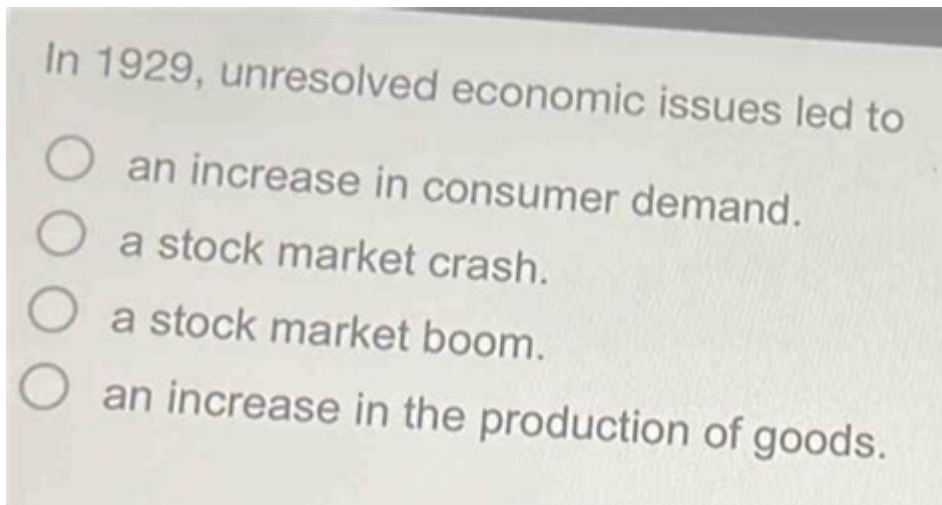 In 1929, unresolved economic issues led to
an increase in consumer demand.
a stock market crash.
a stock market boom.
an increase in the production of goods.